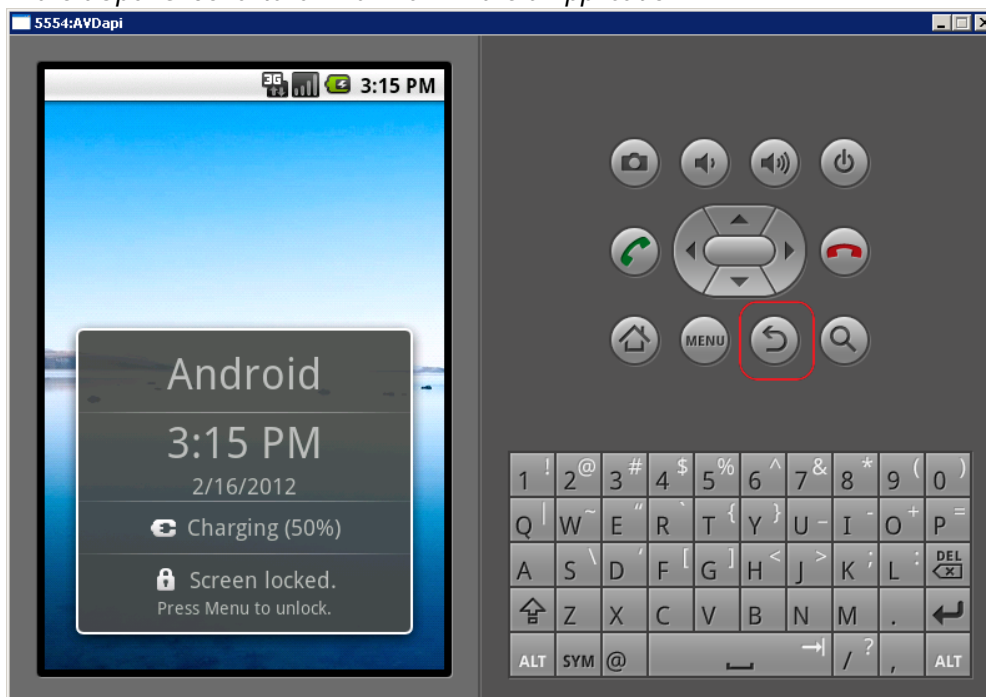 5554:AVDapi
3G 3:15 PM
Android
3:15 PM
2/16/2012
Charging (50%)
Screen locked.
Press Menu to unlock.
MENU
1 ! 2 @ 3 # 4 $ 5 % 6 ^ 7 & 8 * 9 ( 0 )
Q | W ~ E " R ` T { Y } U - I - O + P =
A S \ D ' F [ G ] H < J > K ; L : DEL
Z X C V B N M .
ALT SYM @ / ? , ALT